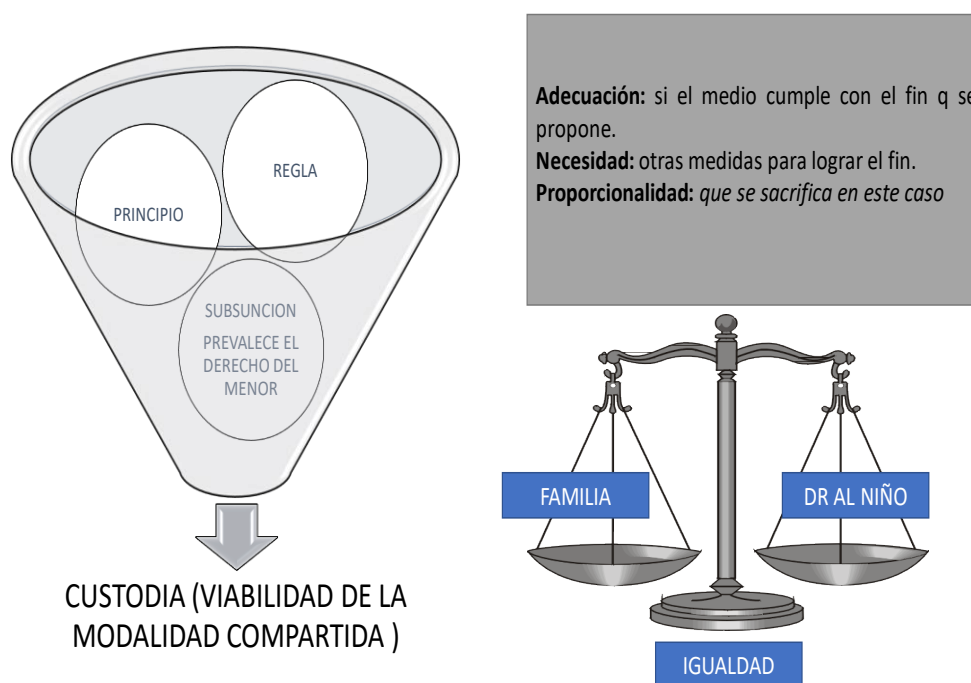 PRINCIPIO
REGLA
SUBSUNCION
PREVALECE EL
DERECHO DEL
MENOR
CUSTODIA (VIABILIDAD DE LA
MODALIDAD COMPARTIDA )
Adecuación: si el medio cumple con el fin q se
propone.
Necesidad: otras medidas para lograr el fin.
Proporcionalidad: que se sacrifica en este caso
FAMILIA
DR AL NIÑO
IGUALDAD